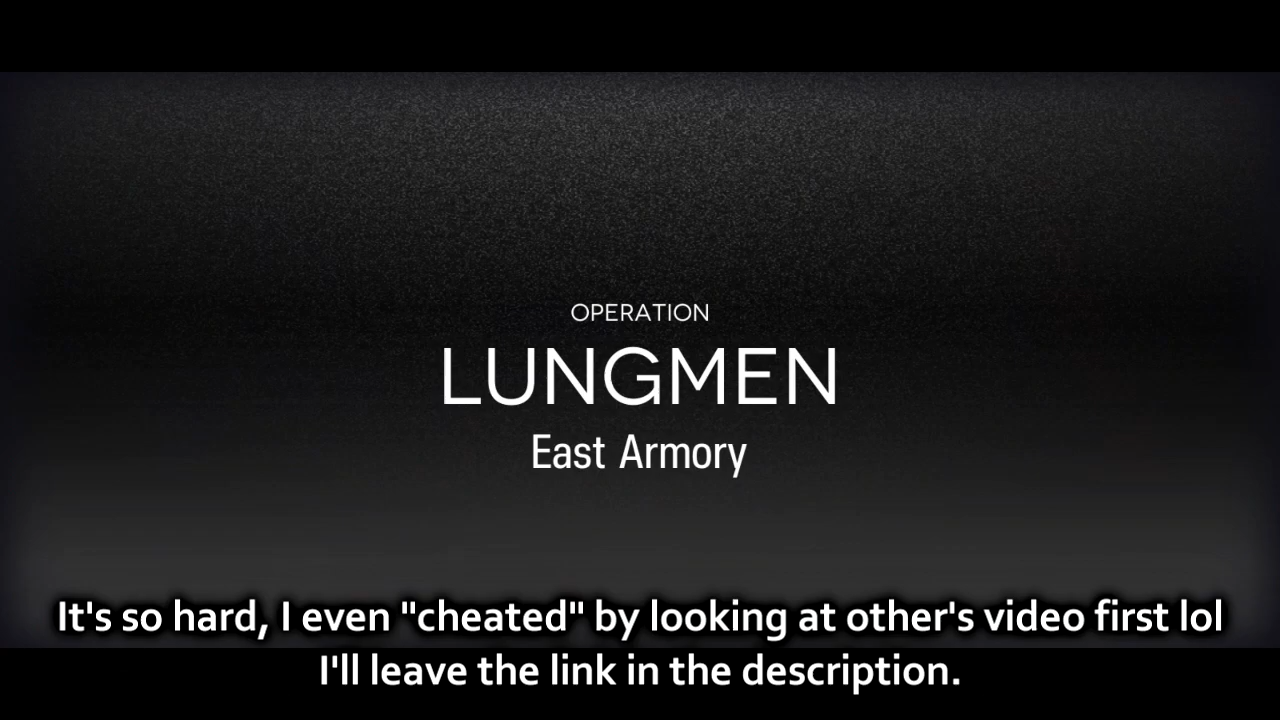 OPERATION
LUNGMEN
East Armory
It's so hard, I even "cheated" by looking at other's video first lol
I'll leave the link in the description.